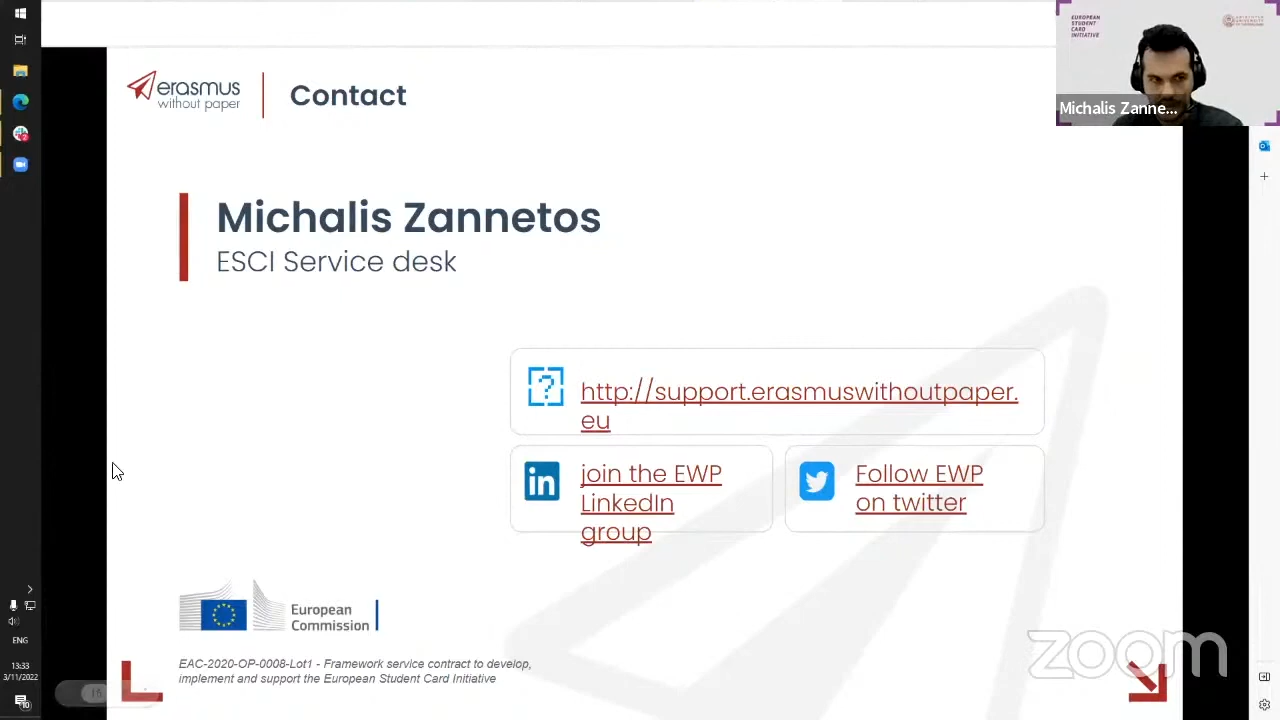 EUROPEAN
STUDENT
CARD
INITIATIVE
Michalis Zanne...
erasmus
without paper
Contact
Michalis Zannetos
ESCI Service desk
http://support.erasmuswithoutpaper.
eu
join the EWP
LinkedIn
group
Follow EWP
on twitter
European
Commission
EAC-2020-OP-0008-Lot1 - Framework service contract to develop,
implement and support the European Student Card Initiative
zoom
ENG
13:33
3/11/2022
16